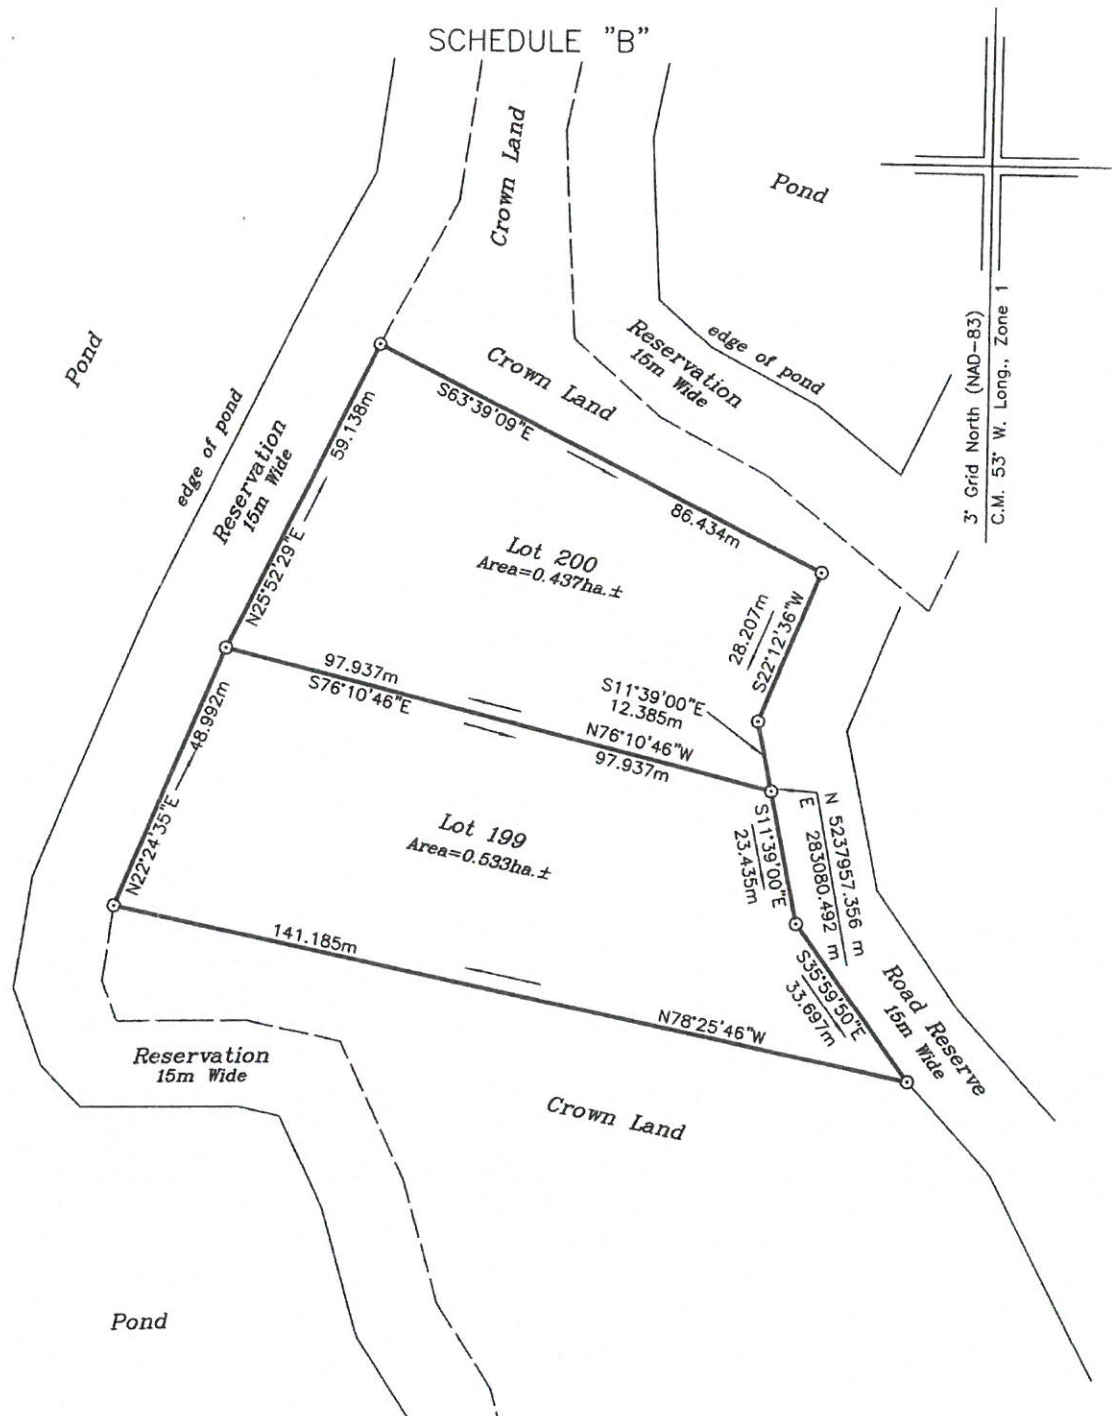 SCHEDULE "B"
Crown Land
Pond
3° Grid North (NAD-83)
C.M. 53° W. Long., Zone 1
Pond
edge of pond
Reservation
15m Wide
Crown Land
edge of pond
Reservation
15m Wide
S63°39'09"E
86.434m
59.138m
N25°52'29"E
Lot 200
Area=0.437ha.±
28.207m
S22°12'36"W
97.937m
S76°10'46"E
S11°39'00"E
12.385m
N76°10'46"W
97.937m
N 5237957.356 m
E 283080.492 m
48.992m
N22°24'35"E
Lot 199
Area=0.533ha.±
S11°39'00"E
23.435m
S35°59'50"E
33.697m
141.185m
N78°25'46"W
Road Reserve
15m Wide
Reservation
15m Wide
Crown Land
Pond